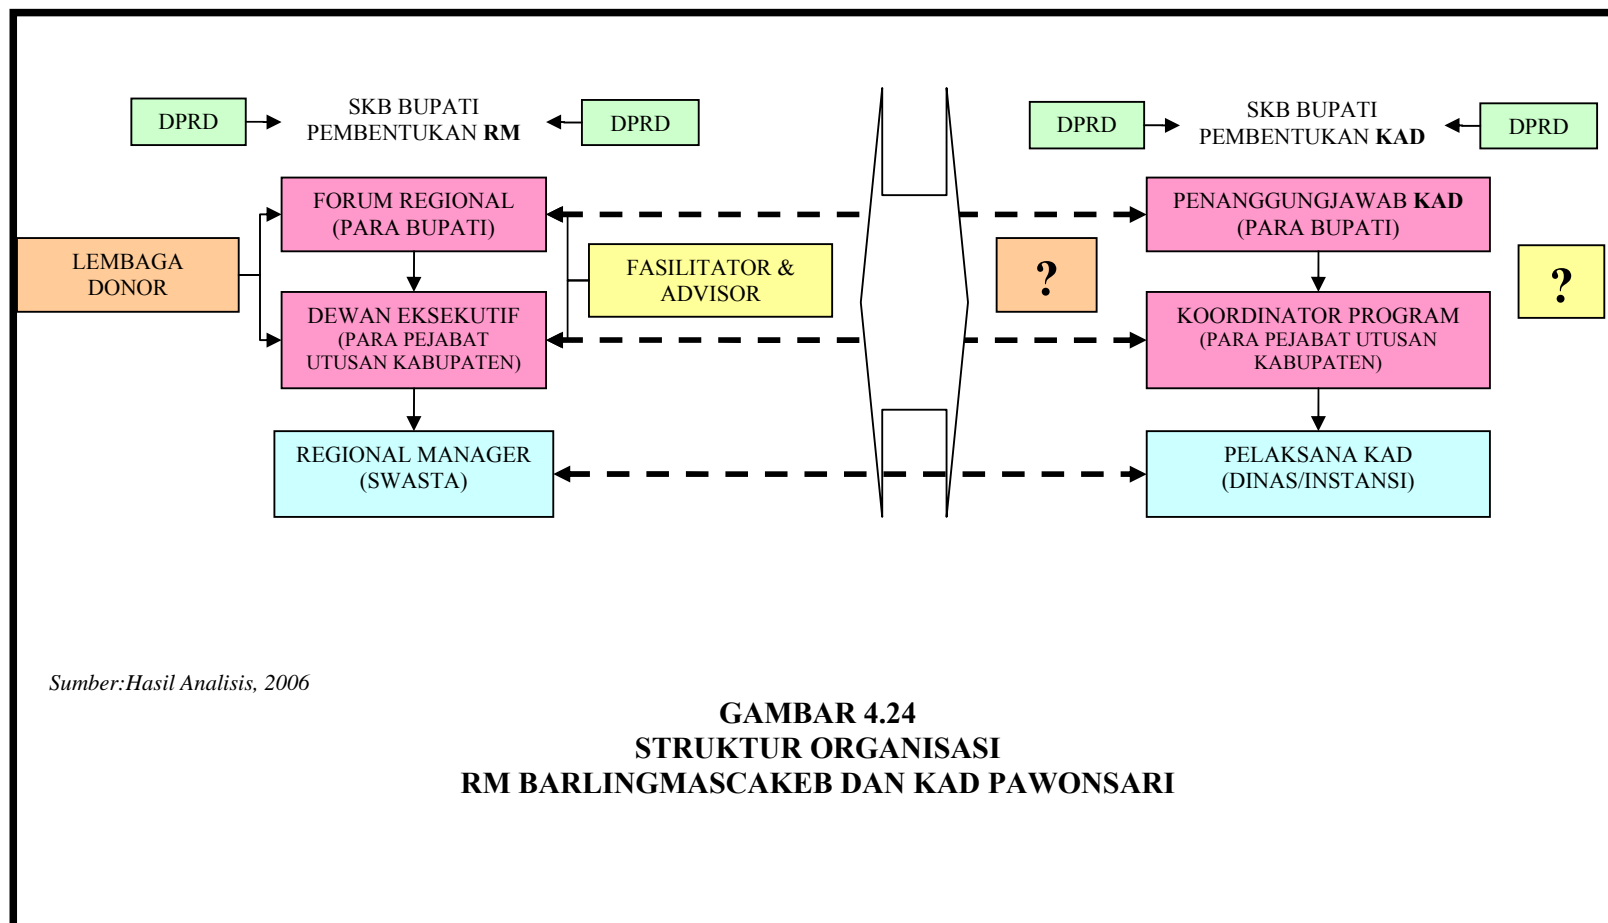 DPRD
SKB BUPATI
PEMBENTUKAN RM
DPRD
FORUM REGIONAL
(PARA BUPATI)
LEMBAGA
DONOR
FASILITATOR &
ADVISOR
DEWAN EKSEKUTIF
(PARA PEJABAT
UTUSAN KABUPATEN)
REGIONAL MANAGER
(SWASTA)
DPRD
SKB BUPATI
PEMBENTUKAN KAD
DPRD
PENANGGUNGJAWAB KAD
(PARA BUPATI)
?
?
KOORDINATOR PROGRAM
(PARA PEJABAT UTUSAN
KABUPATEN)
PELAKSANA KAD
(DINAS/INSTANSI)
Sumber:Hasil Analisis, 2006
GAMBAR 4.24
STRUKTUR ORGANISASI
RM BARLINGMASCAKEB DAN KAD PAWONSARI